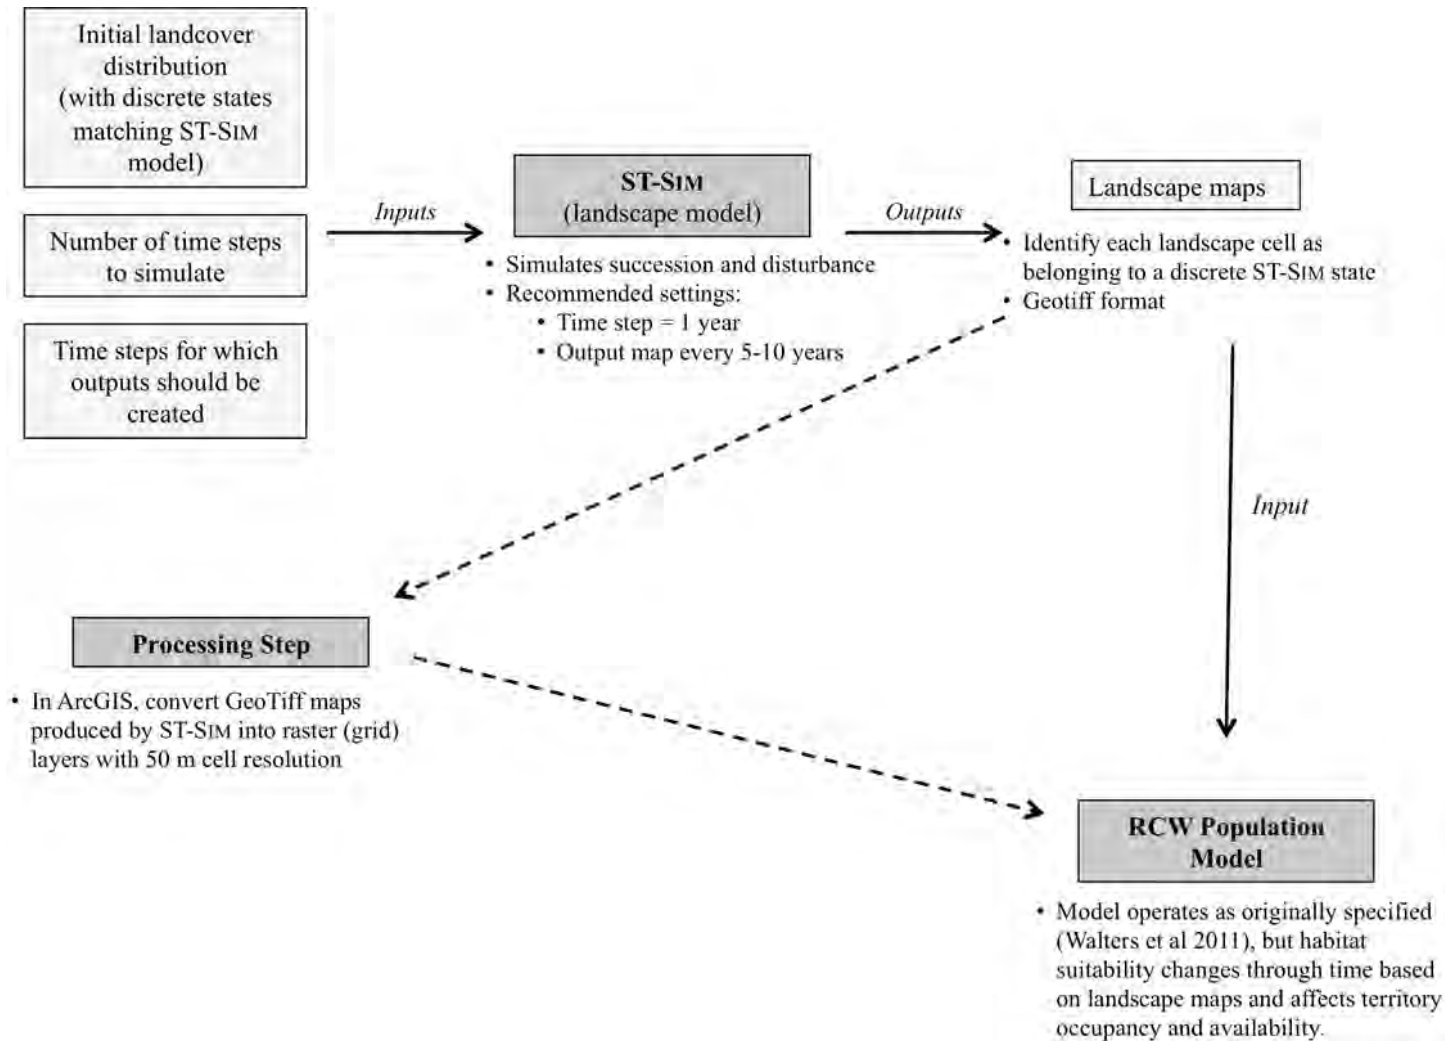 Initial landcover
distribution
(with discrete states
matching ST-SIM
model)
Number of time steps
to simulate
Time steps for which
outputs should be
created
Inputs
ST-SIM
(landscape model)
• Simulates succession and disturbance
• Recommended settings:
• Time step = 1 year
• Output map every 5-10 years
Outputs
Landscape maps
• Identify each landscape cell as
belonging to a discrete ST-SIM state
• Geotiff format
Input
Processing Step
• In ArcGIS, convert GeoTiff maps
produced by ST-SIM into raster (grid)
layers with 50 m cell resolution
RCW Population
Model
• Model operates as originally specified
(Walters et al 2011), but habitat
suitability changes through time based
on landscape maps and affects territory
occupancy and availability.